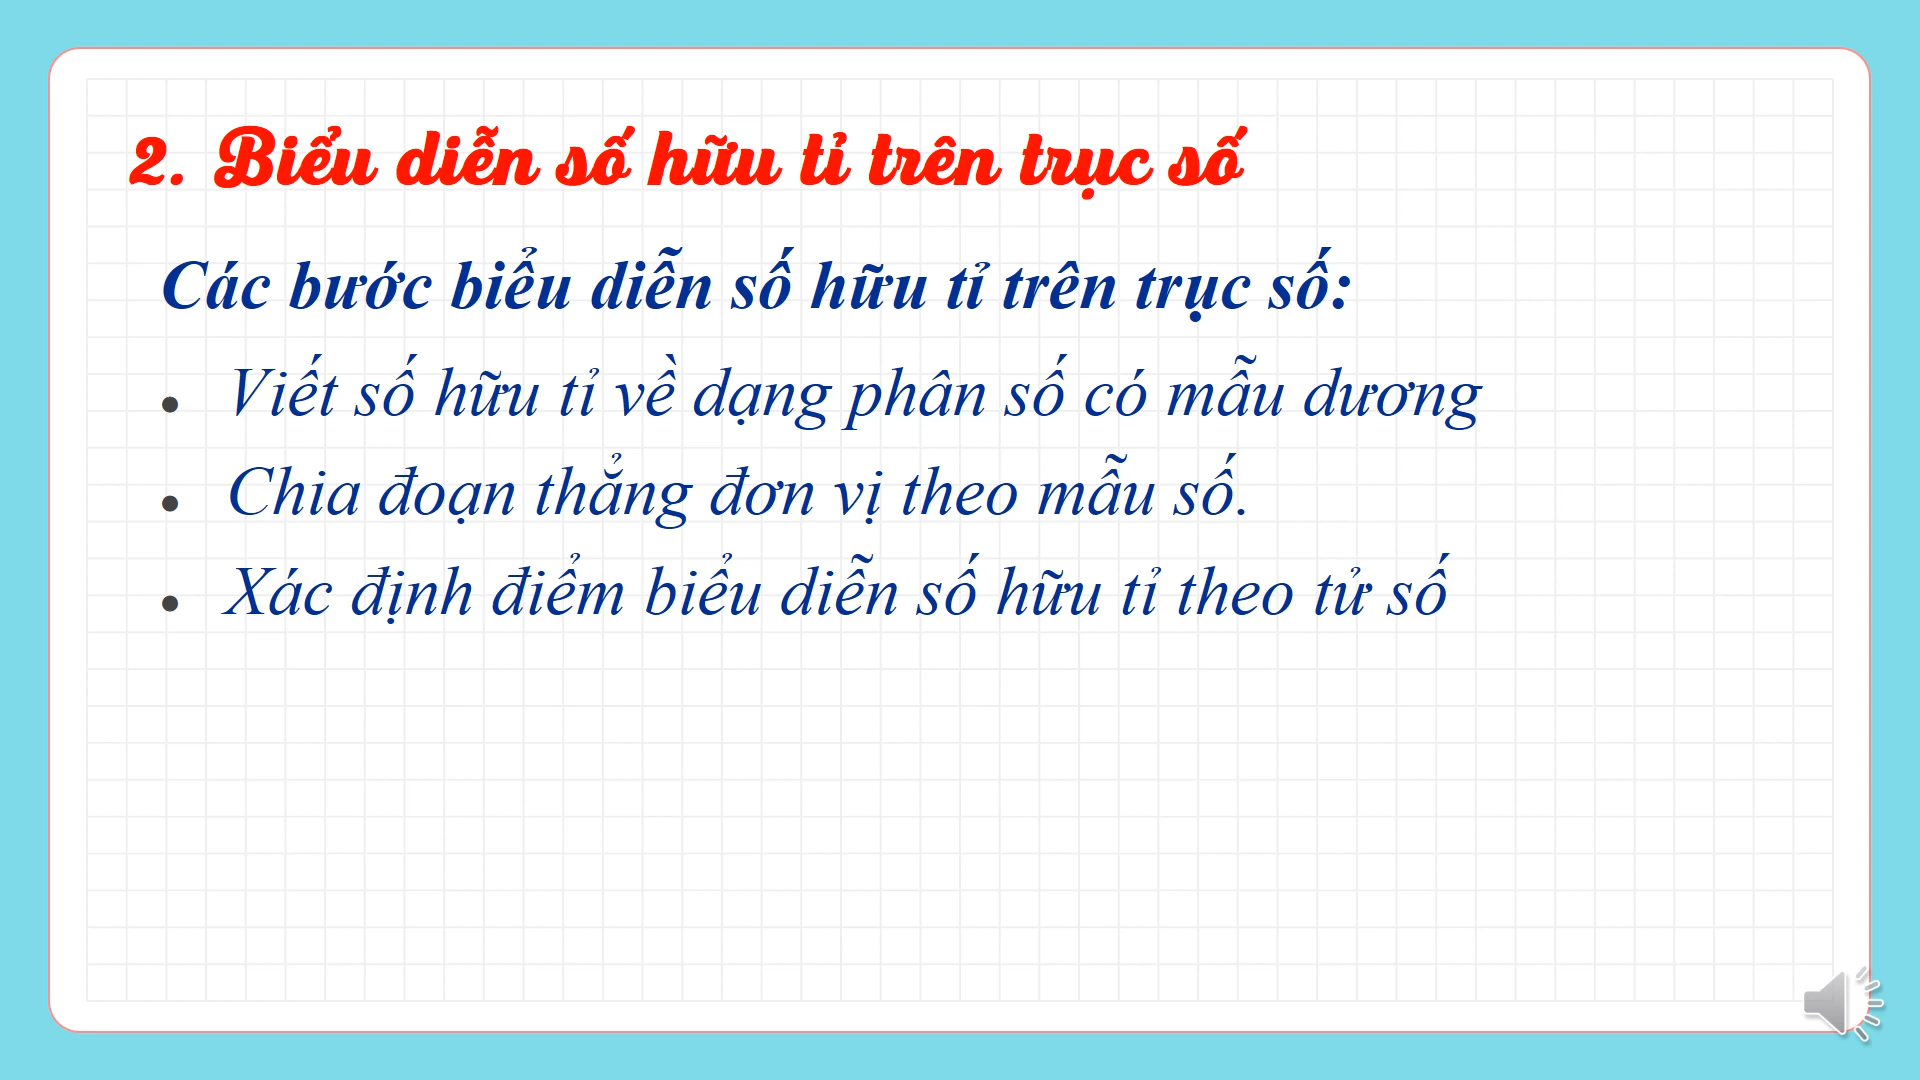 2. Biểu diễn số hữu tỉ trên trục số
Các bước biểu diễn số hữu tỉ trên trục số:
• Viết số hữu tỉ về dạng phân số có mẫu dương
• Chia đoạn thẳng đơn vị theo mẫu số.
• Xác định điểm biểu diễn số hữu tỉ theo tử số